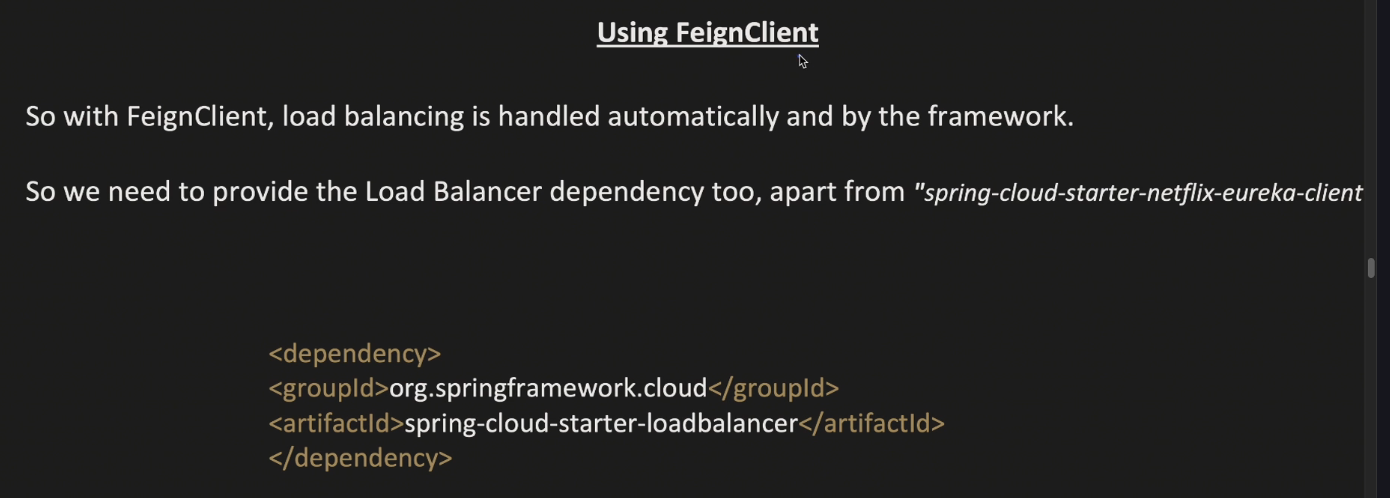 Using FeignClient
So with FeignClient, load balancing is handled automatically and by the framework.
So we need to provide the Load Balancer dependency too, apart from "spring-cloud-starter-netflix-eureka-client
<dependency>
<groupId>org.springframework.cloud</groupId>
<artifactId>spring-cloud-starter-loadbalancer</artifactId>
</dependency>